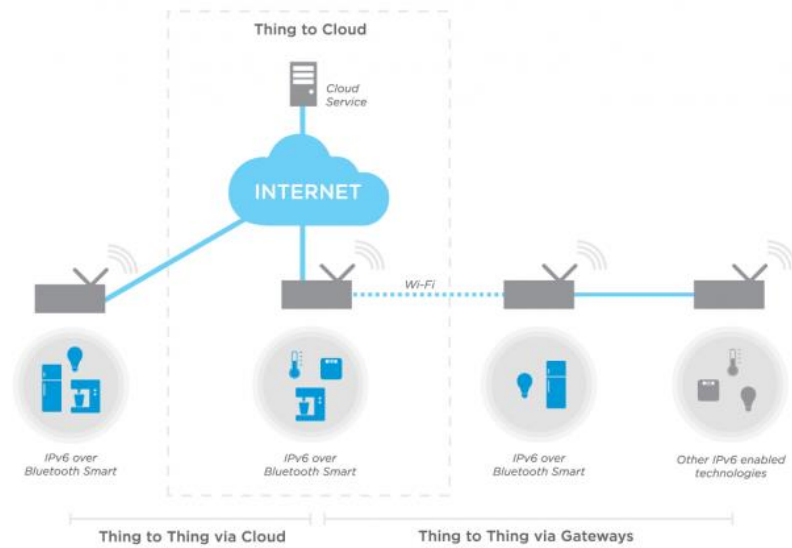 Thing to Cloud
Cloud
Service
INTERNET
Wi-Fi
IPv6 over
Bluetooth Smart
IPv6 over
Bluetooth Smart
IPv6 over
Bluetooth Smart
Other IPv6 enabled
technologies
Thing to Thing via Cloud
Thing to Thing via Gateways